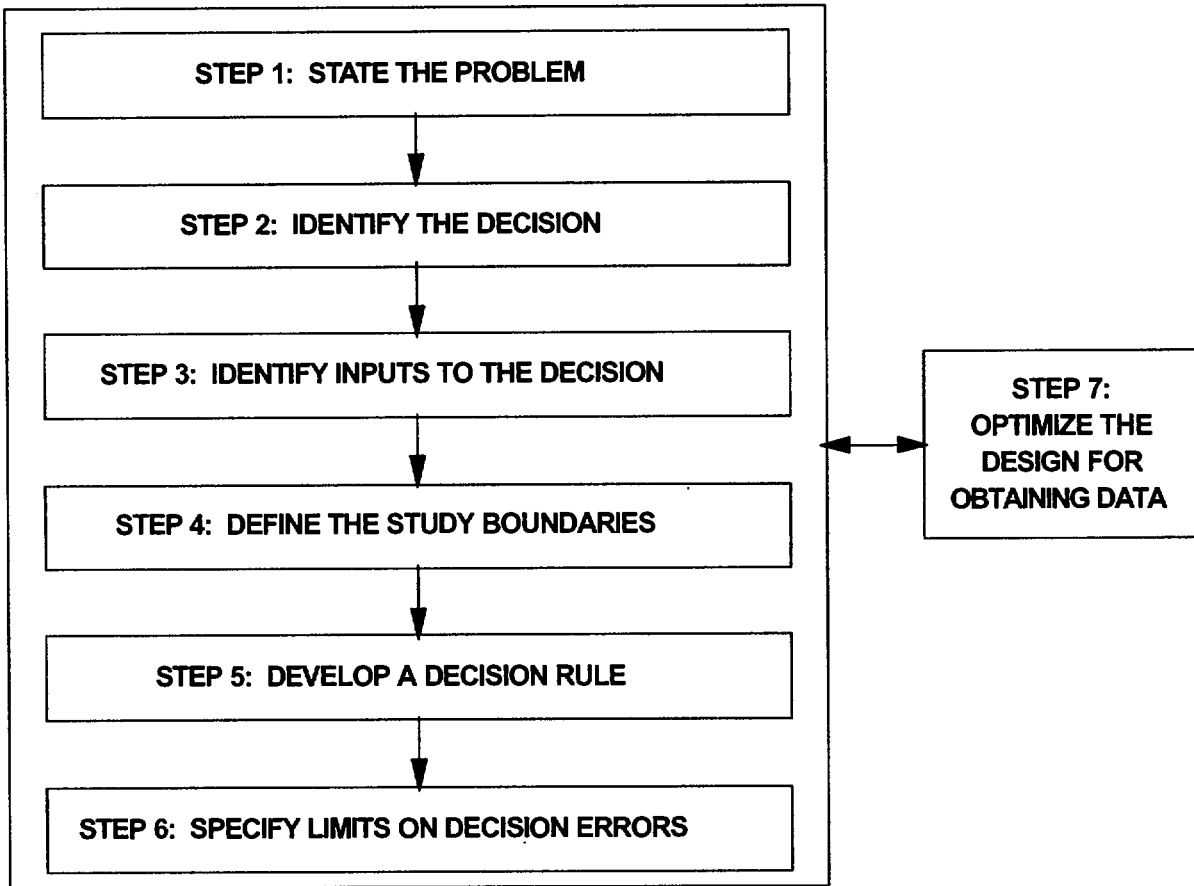 STEP 1: STATE THE PROBLEM
STEP 2: IDENTIFY THE DECISION
STEP 3: IDENTIFY INPUTS TO THE DECISION
STEP 4: DEFINE THE STUDY BOUNDARIES
STEP 5: DEVELOP A DECISION RULE
STEP 6: SPECIFY LIMITS ON DECISION ERRORS
STEP 7:
OPTIMIZE THE
DESIGN FOR
OBTAINING DATA